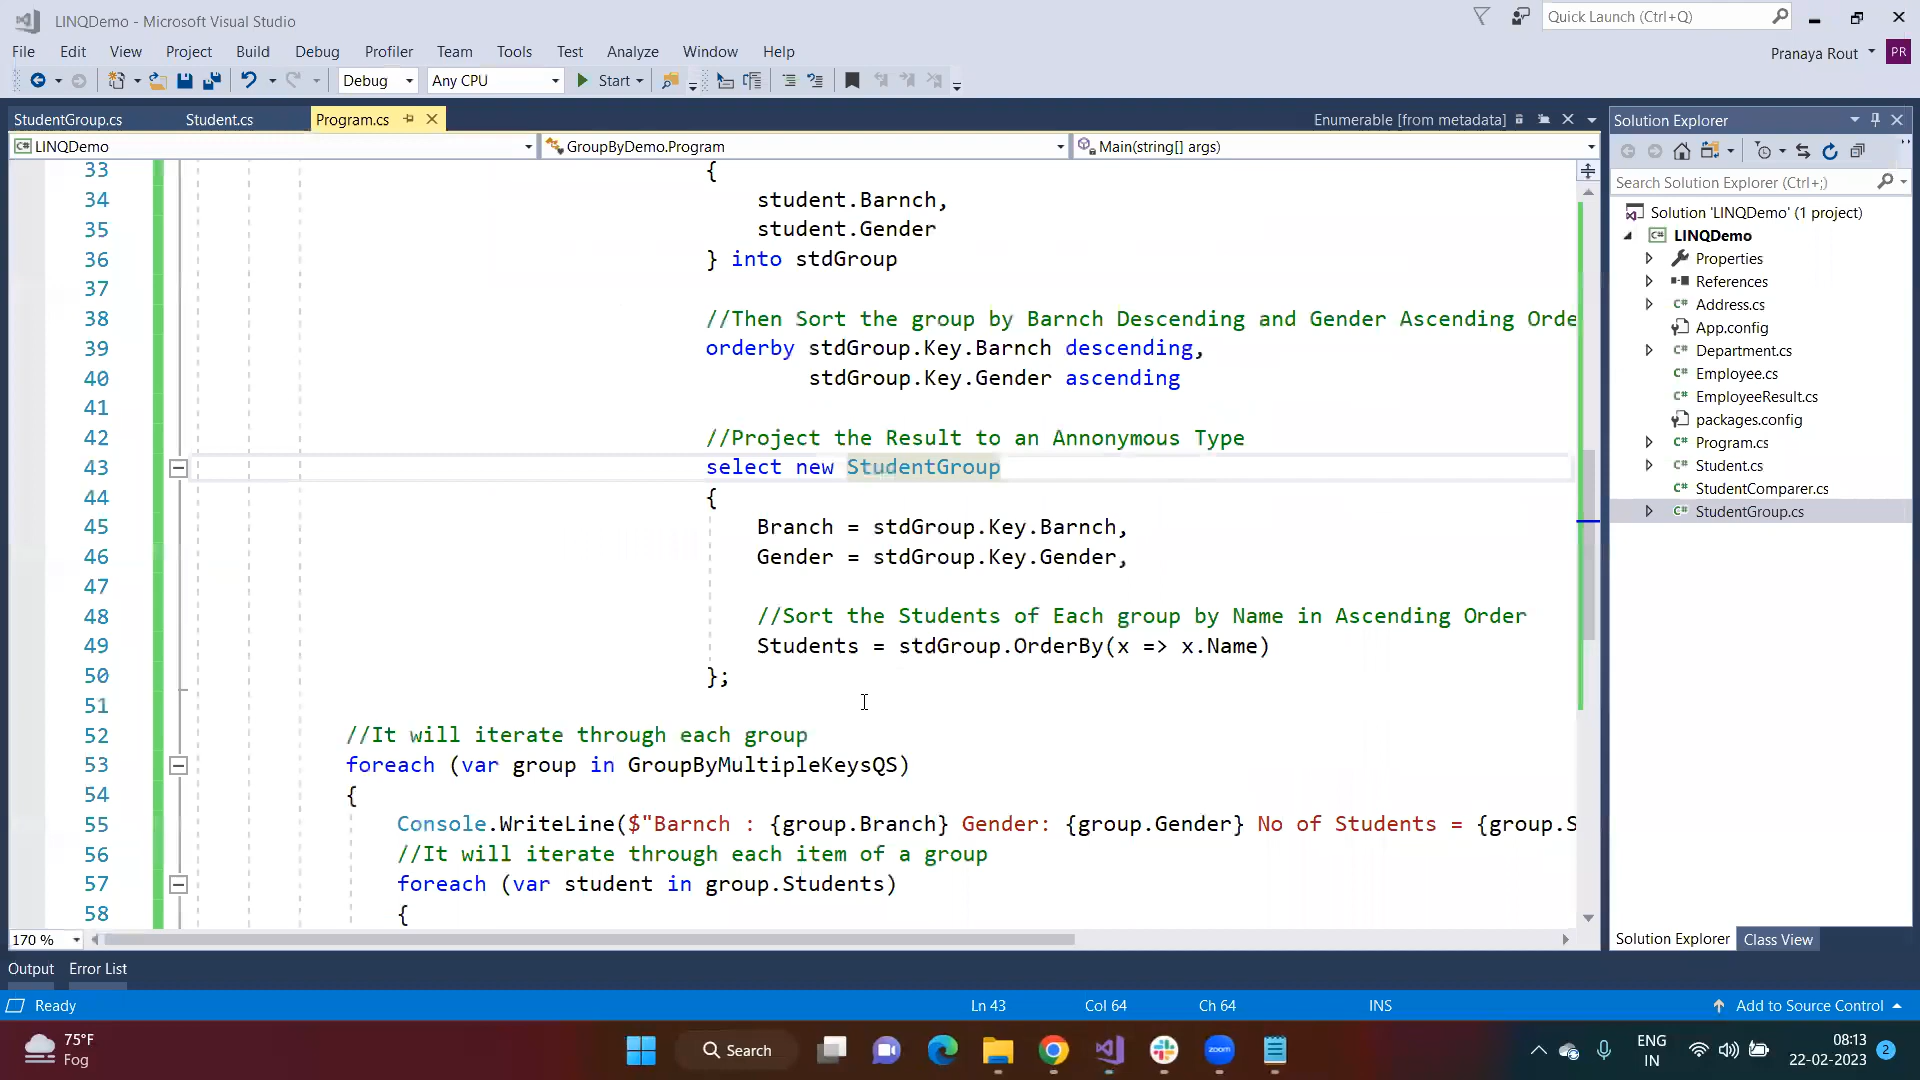 LINQDemo - Microsoft Visual Studio
Quick Launch (Ctrl+Q)
File Edit View Project Build Debug Profiler Team Tools Test Analyze Window Help
Pranaya Rout PR
Debug Any CPU Start
StudentGroup.cs Student.cs Program.cs Enumerable [from metadata]
LINQDemo GroupByDemo.Program Main(string[] args)
33 {
34 student.Barnch,
35 student.Gender
36 } into stdGroup
37
38 //Then Sort the group by Barnch Descending and Gender Ascending Orde
39 orderby stdGroup.Key.Barnch descending,
40 stdGroup.Key.Gender ascending
41
42 //Project the Result to an Annonymous Type
43 select new StudentGroup
44 {
45 Branch = stdGroup.Key.Barnch,
46 Gender = stdGroup.Key.Gender,
47
48 //Sort the Students of Each group by Name in Ascending Order
49 Students = stdGroup.OrderBy(x => x.Name)
50 };
51
52 //It will iterate through each group
53 foreach (var group in GroupByMultipleKeysQS)
54 {
55 Console.WriteLine($"Barnch : {group.Branch} Gender: {group.Gender} No of Students = {group.S
56 //It will iterate through each item of a group
57 foreach (var student in group.Students)
58 {
170 %
Solution Explorer
Search Solution Explorer (Ctrl+;)
Solution 'LINQDemo' (1 project)
C# LINQDemo
Properties
References
C# Address.cs
App.config
C# Department.cs
C# Employee.cs
C# EmployeeResult.cs
packages.config
C# Program.cs
C# Student.cs
C# StudentComparer.cs
C# StudentGroup.cs
Solution Explorer Class View
Output Error List
Ready Ln 43 Col 64 Ch 64 INS Add to Source Control
75°F
Fog
Search
zoom
ENG
IN
08:13
22-02-2023
2